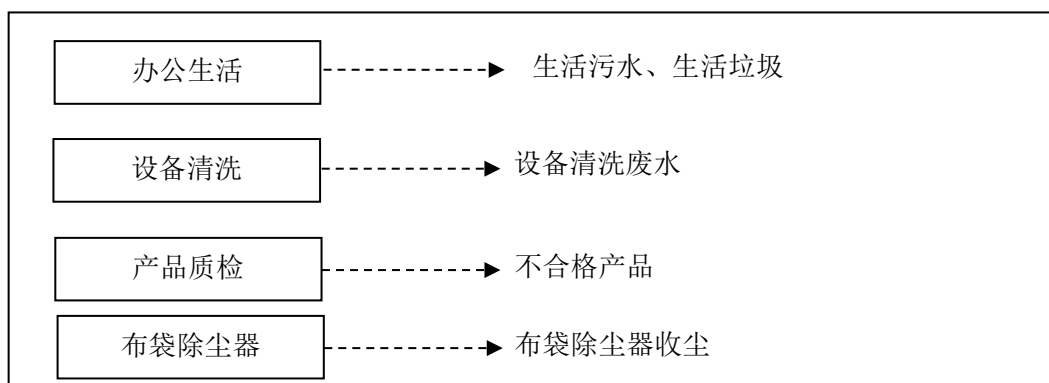 办公生活 生活污水、生活垃圾
设备清洗 设备清洗废水
产品质检 不合格产品
布袋除尘器 布袋除尘器收尘